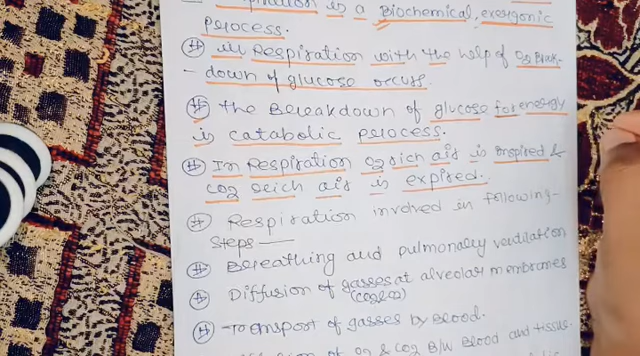 is a Biochemical, exergonic
process.
# In Respiration with the help of O2 Break-
- down of glucose occurs.
# the Breakdown of glucose for energy
is catabolic process.
# In Respiration O2 rich air is inspired &
CO2 reich air is expired.
# Respiration involved in following-
steps —
# Bereathing and pulmonary ventilation
# Diffusion of gasses at alveolar membranes
(CO2&O2)
# Transport of gasses by Blood.
of O2 & CO2 B/W Blood and tissus.